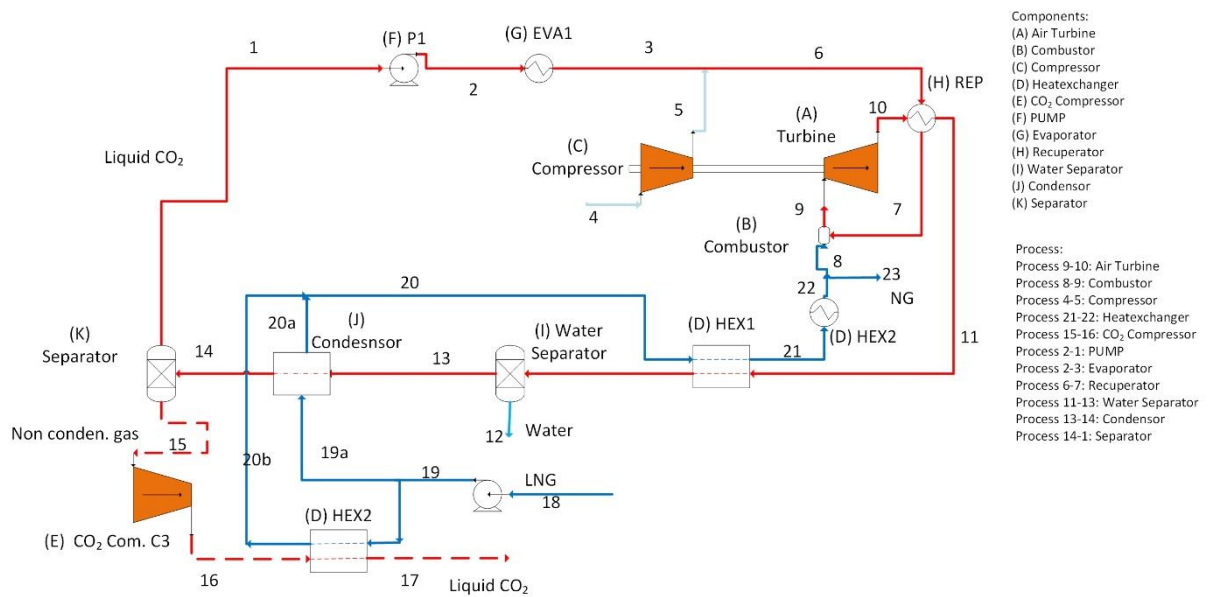 1
(F) P1
2
(G) EVA1
3
6
(H) REP
5
(A)
Turbine
10
Liquid CO₂
(C)
Compressor
4
9
7
(B)
Combustor
8
23
NG
22
20
(D) HEX1
(D) HEX2
21
11
(K)
Separator
14
20a
(J)
Condesnsor
13
(I) Water
Separator
12
Water
Non conden. gas
15
20b
19a
19
LNG
18
(D) HEX2
(E) CO₂ Com. C3
16
17
Liquid CO₂
Components:
(A) Air Turbine
(B) Combustor
(C) Compressor
(D) Heatexchanger
(E) CO₂ Compressor
(F) PUMP
(G) Evaporator
(H) Recuperator
(I) Water Separator
(J) Condensor
(K) Separator
Process:
Process 9-10: Air Turbine
Process 8-9: Combustor
Process 4-5: Compressor
Process 21-22: Heatexchanger
Process 15-16: CO₂ Compressor
Process 2-1: PUMP
Process 2-3: Evaporator
Process 6-7: Recuperator
Process 11-13: Water Separator
Process 13-14: Condensor
Process 14-1: Separator